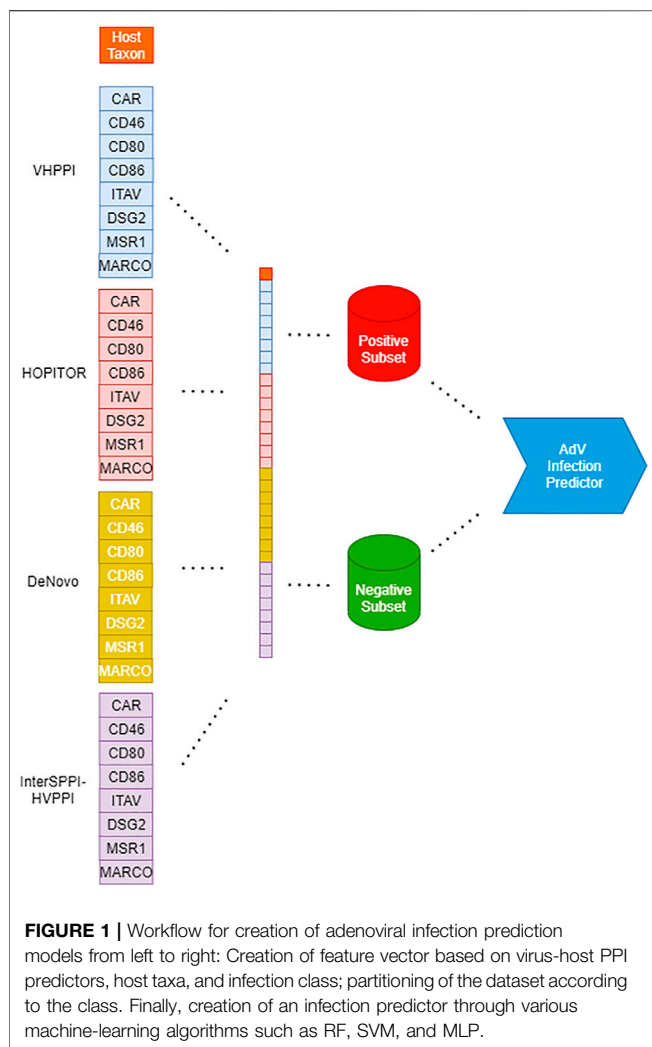 Host
Taxon
VHPPI
CAR
CD46
CD80
CD86
ITAV
DSG2
MSR1
MARCO
HOPITOR
CAR
CD46
CD80
CD86
ITAV
DSG2
MSR1
MARCO
DeNovo
CAR
CD46
CD80
CD86
ITAV
DSG2
MSR1
MARCO
InterSPPI-
HVPPI
CAR
CD46
CD80
CD86
ITAV
DSG2
MSR1
MARCO
Positive
Subset
Negative
Subset
AdV
Infection
Predictor
FIGURE 1 | Workflow for creation of adenoviral infection prediction
models from left to right: Creation of feature vector based on virus-host PPI
predictors, host taxa, and infection class; partitioning of the dataset according
to the class. Finally, creation of an infection predictor through various
machine-learning algorithms such as RF, SVM, and MLP.